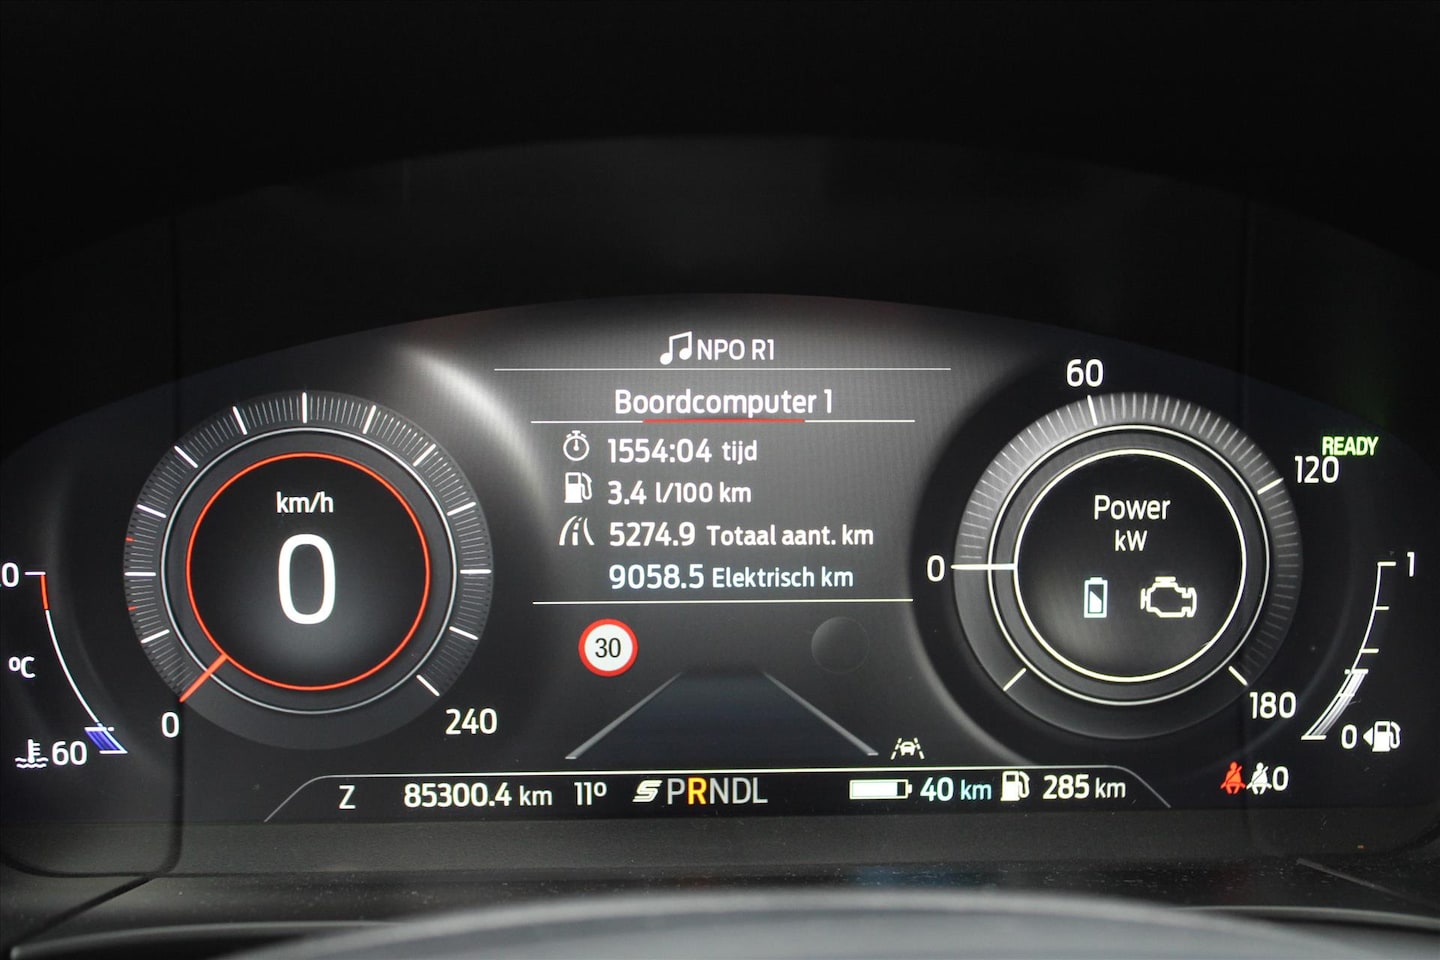 NPO R1
Boordcomputer 1
1554:04 tijd
3.4 l/100 km
5274.9 Totaal aant. km
9058.5 Elektrisch km
30
km/h
0
0
240
0
60
120
180
READY
Power
kW
0
°C
60
1
0
Z 85300.4 km 11° S PRNDL 40 km 285 km
0